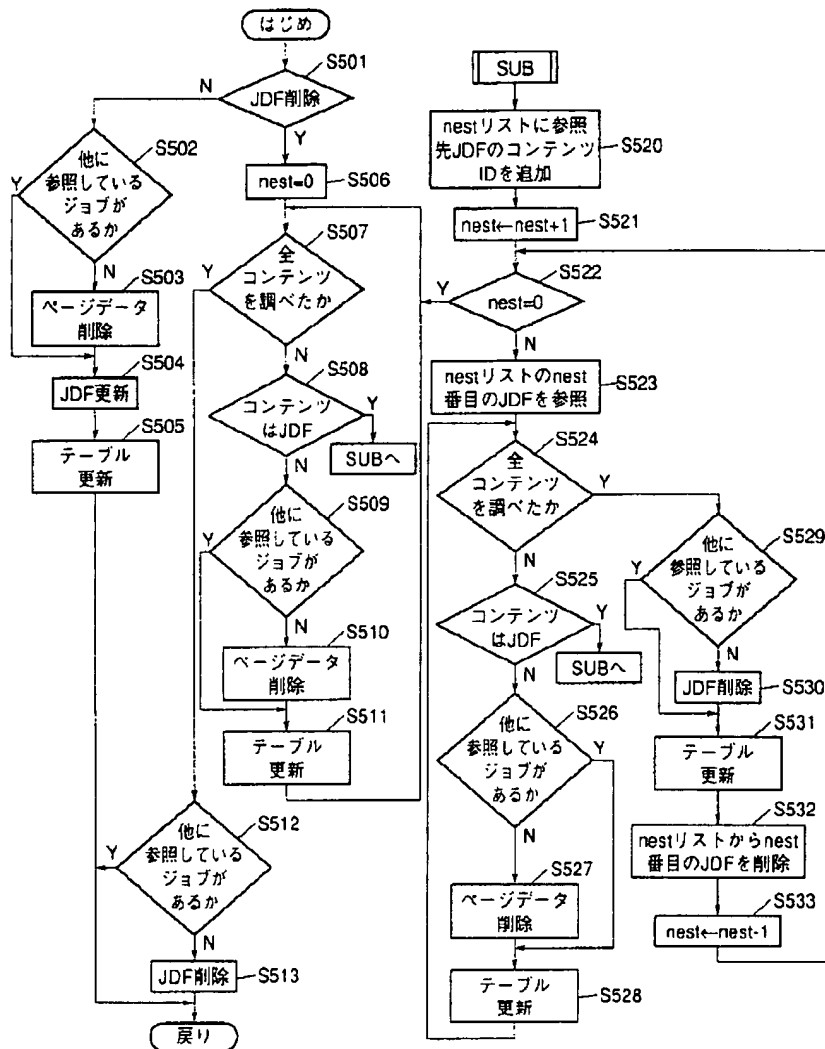 はじめ
S501
JDF削除
N
Y
S502
他に
参照している
ジョブが
あるか
Y
N
S503
ページデータ
削除
S504
JDF更新
S505
テーブル
更新
nest=0
S506
S507
全
コンテンツ
を調べたか
Y
N
S508
コンテンツ
はJDF
Y
SUBへ
N
S509
他に
参照している
ジョブが
あるか
Y
N
S510
ページデータ
削除
S511
テーブル
更新
S512
他に
参照している
ジョブが
あるか
Y
N
JDF削除
S513
戻り
SUB
nestリストに参照
先JDFのコンテンツ
IDを追加
S520
nest←nest+1
S521
S522
nest=0
Y
N
nestリストのnest
番目のJDFを参照
S523
S524
全
コンテンツ
を調べたか
Y
N
S525
コンテンツ
はJDF
Y
SUBへ
N
S526
他に
参照している
ジョブが
あるか
Y
N
S527
ページデータ
削除
テーブル
更新
S528
S529
他に
参照している
ジョブが
あるか
Y
N
JDF削除
S530
S531
テーブル
更新
S532
nestリストからnest
番目のJDFを削除
S533
nest←nest-1